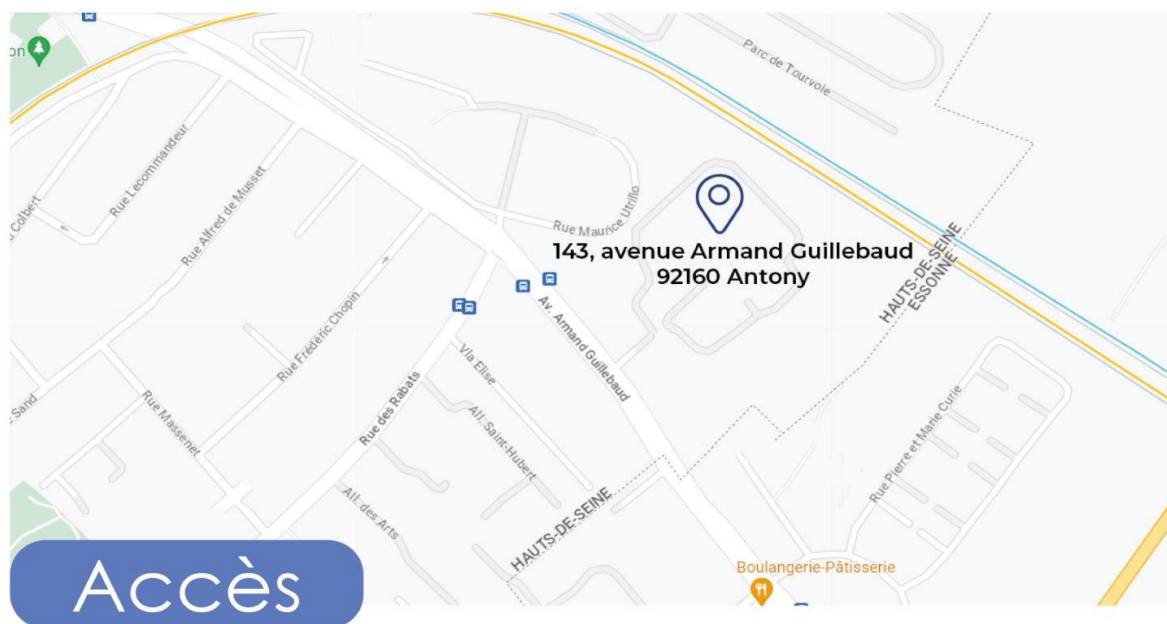 on
Parc de Tourvoie
Rue Lecommandeur
Rue Alfred de Musset
Colbert
Rue Maurice Utrillo
143, avenue Armand Guillebaud
92160 Antony
HAUTS-DE-SEINE
ESSONNE
Rue Frédéric Chopin
Av. Armand Guillebaud
Vla Elise
Rue des Rabats
Sand
Rue Massenet
All. Saint-Hubert
Rue Pierre et Marie Curie
All. des Arts
HAUTS-DE-SEINE
Boulangerie-Pâtisserie
Accès